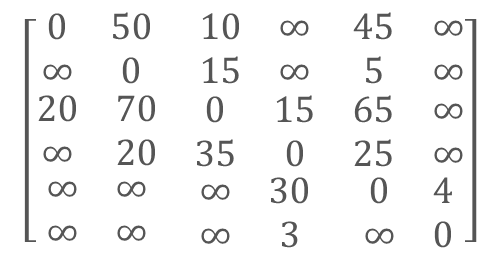 0 50 10 ∞ 45 ∞
∞ 0 15 ∞ 5 ∞
20 70 0 15 65 ∞
∞ 20 35 0 25 ∞
∞ ∞ ∞ 30 0 4
∞ ∞ ∞ 3 ∞ 0